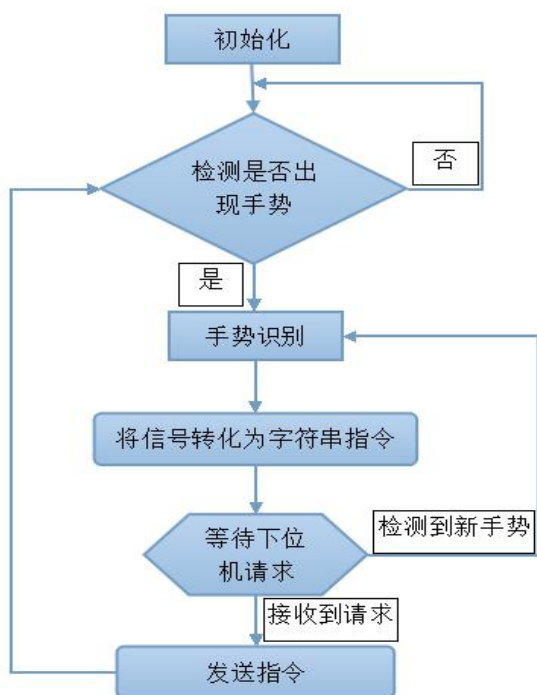 初始化
检测是否出
现手势
否
是
手势识别
将信号转化为字符串指令
等待下位
机请求
检测到新手势
接收到请求
发送指令